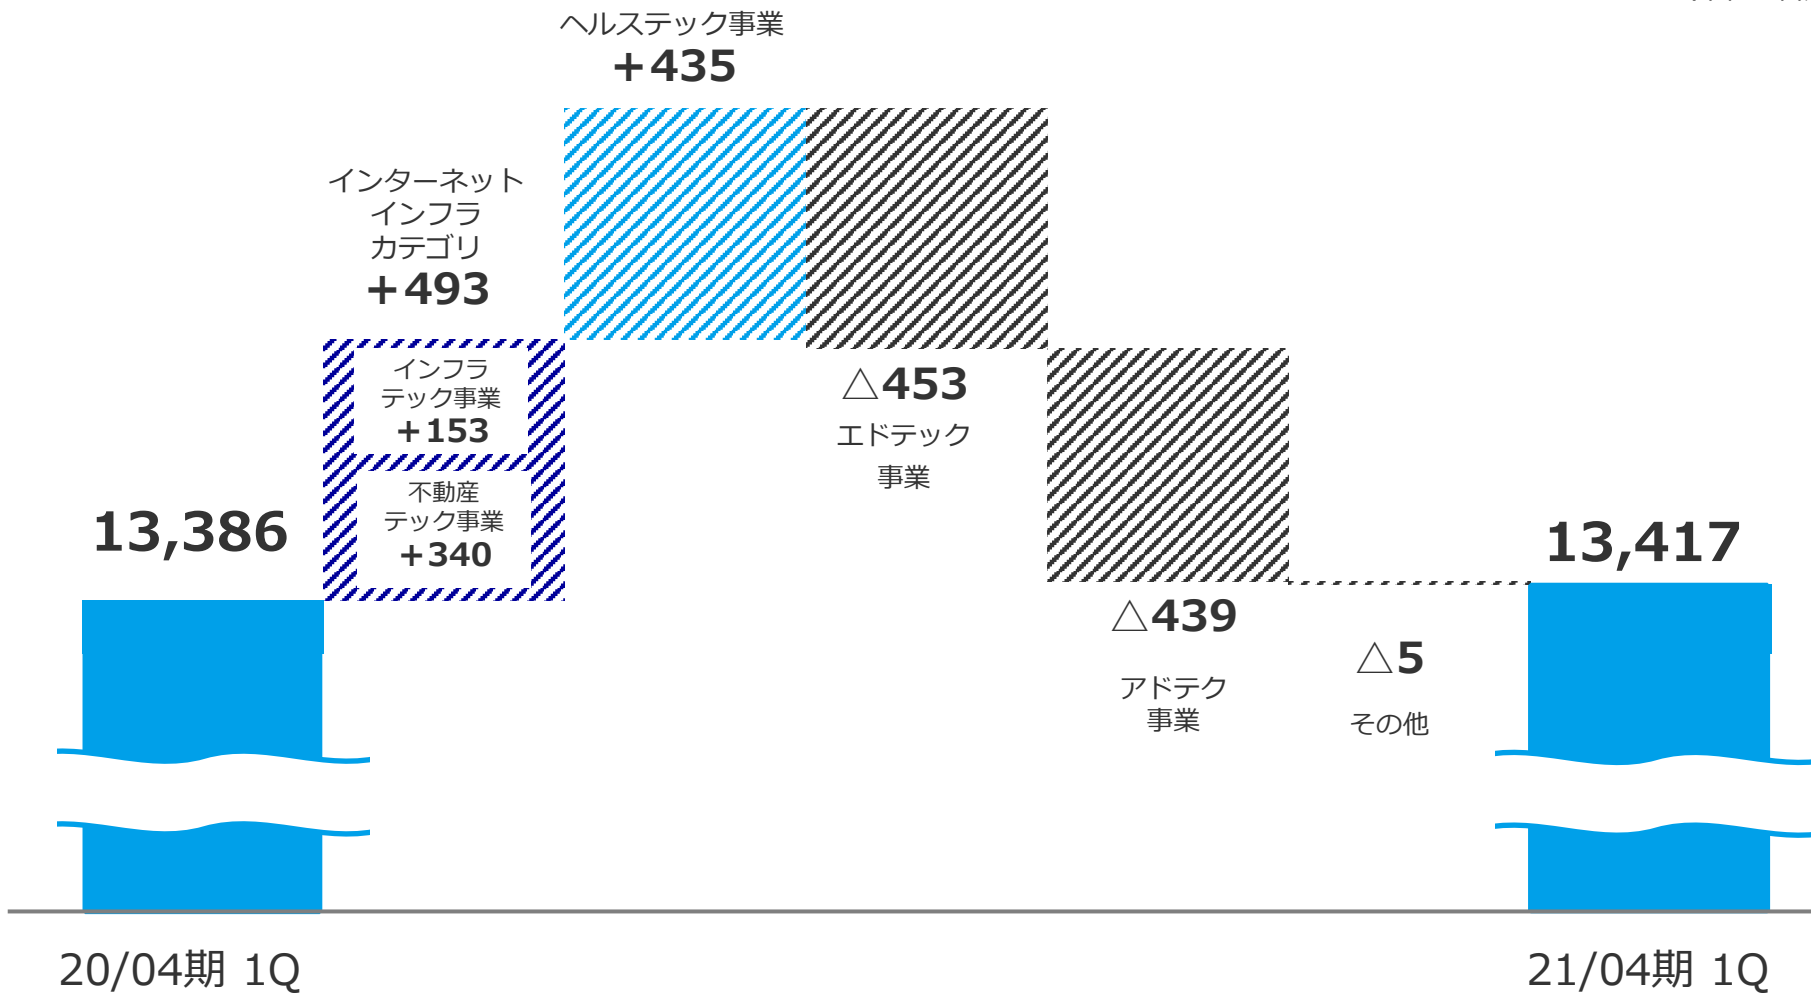 ヘルステック事業
+435
インターネット
インフラ
カテゴリ
+493
インフラ
テック事業
+153
不動産
テック事業
+340
△453
エドテック
事業
13,386
13,417
△439
アドテク
事業
△5
その他
20/04期 1Q
21/04期 1Q